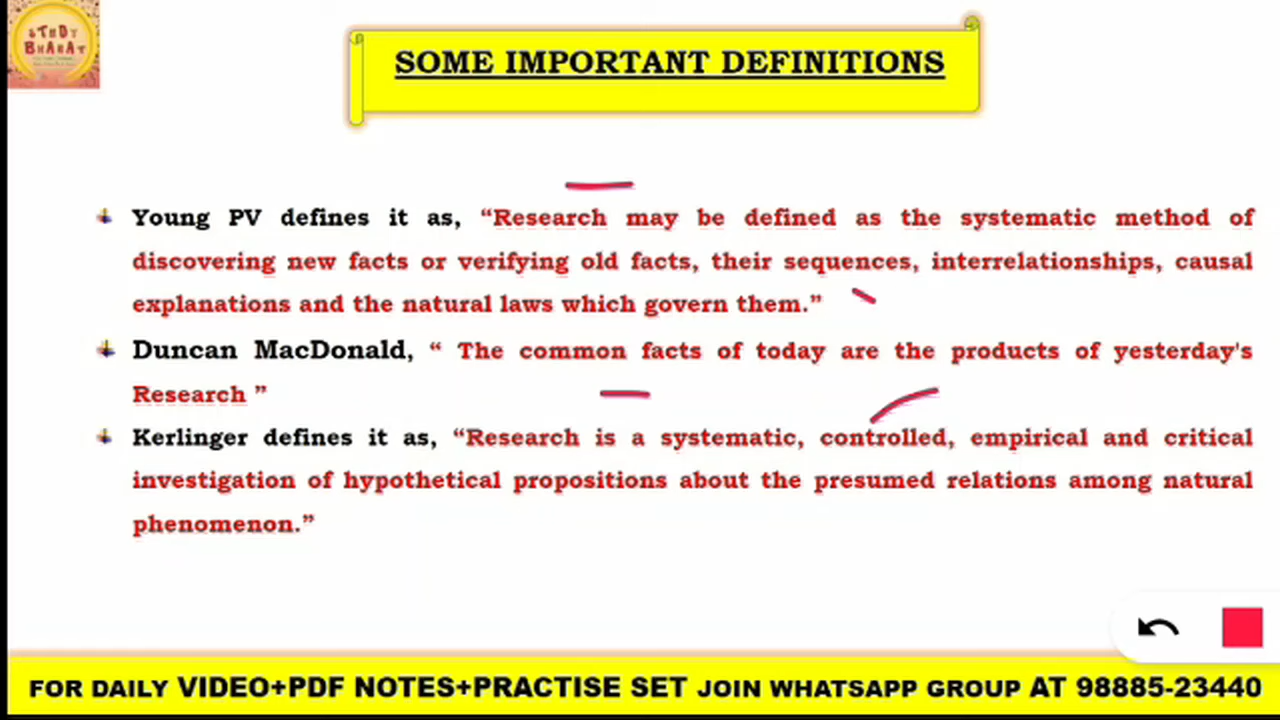 STUDY
BHARAT
SOME IMPORTANT DEFINITIONS
Young PV defines it as, “Research may be defined as the systematic method of
discovering new facts or verifying old facts, their sequences, interrelationships, causal
explanations and the natural laws which govern them.”
Duncan MacDonald, “ The common facts of today are the products of yesterday's
Research ”
Kerlinger defines it as, “Research is a systematic, controlled, empirical and critical
investigation of hypothetical propositions about the presumed relations among natural
phenomenon.”
FOR DAILY VIDEO+PDF NOTES+PRACTISE SET JOIN WHATSAPP GROUP AT 98885-23440